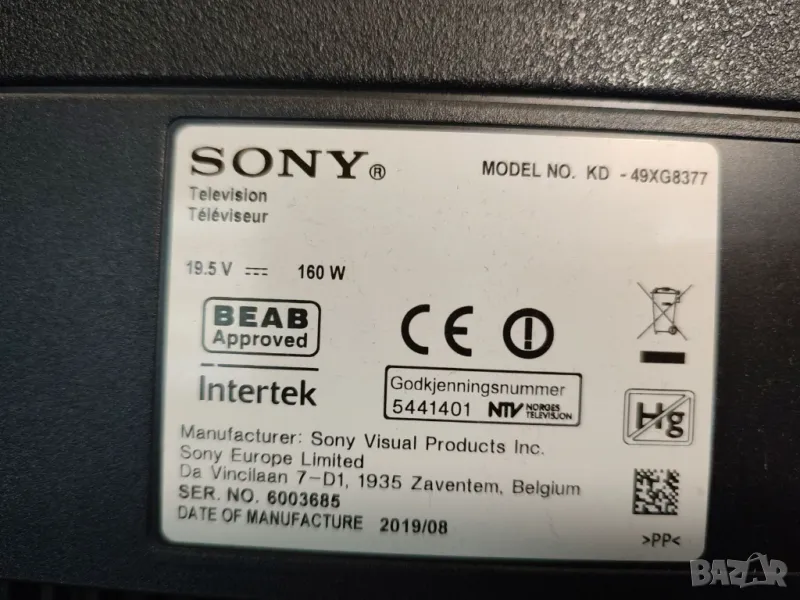 SONY®
MODEL NO. KD - 49XG8377
Television
Téléviseur
19.5 V ⎓ 160 W
BEAB
Approved
CE
Intertek
Godkjenningsnummer
5441401 NTV NORGES TELEVISJON
Hg
Manufacturer: Sony Visual Products Inc.
Sony Europe Limited
Da Vincilaan 7-D1, 1935 Zaventem, Belgium
SER. NO. 6003685
DATE OF MANUFACTURE 2019/08
>PP<
BAZAR